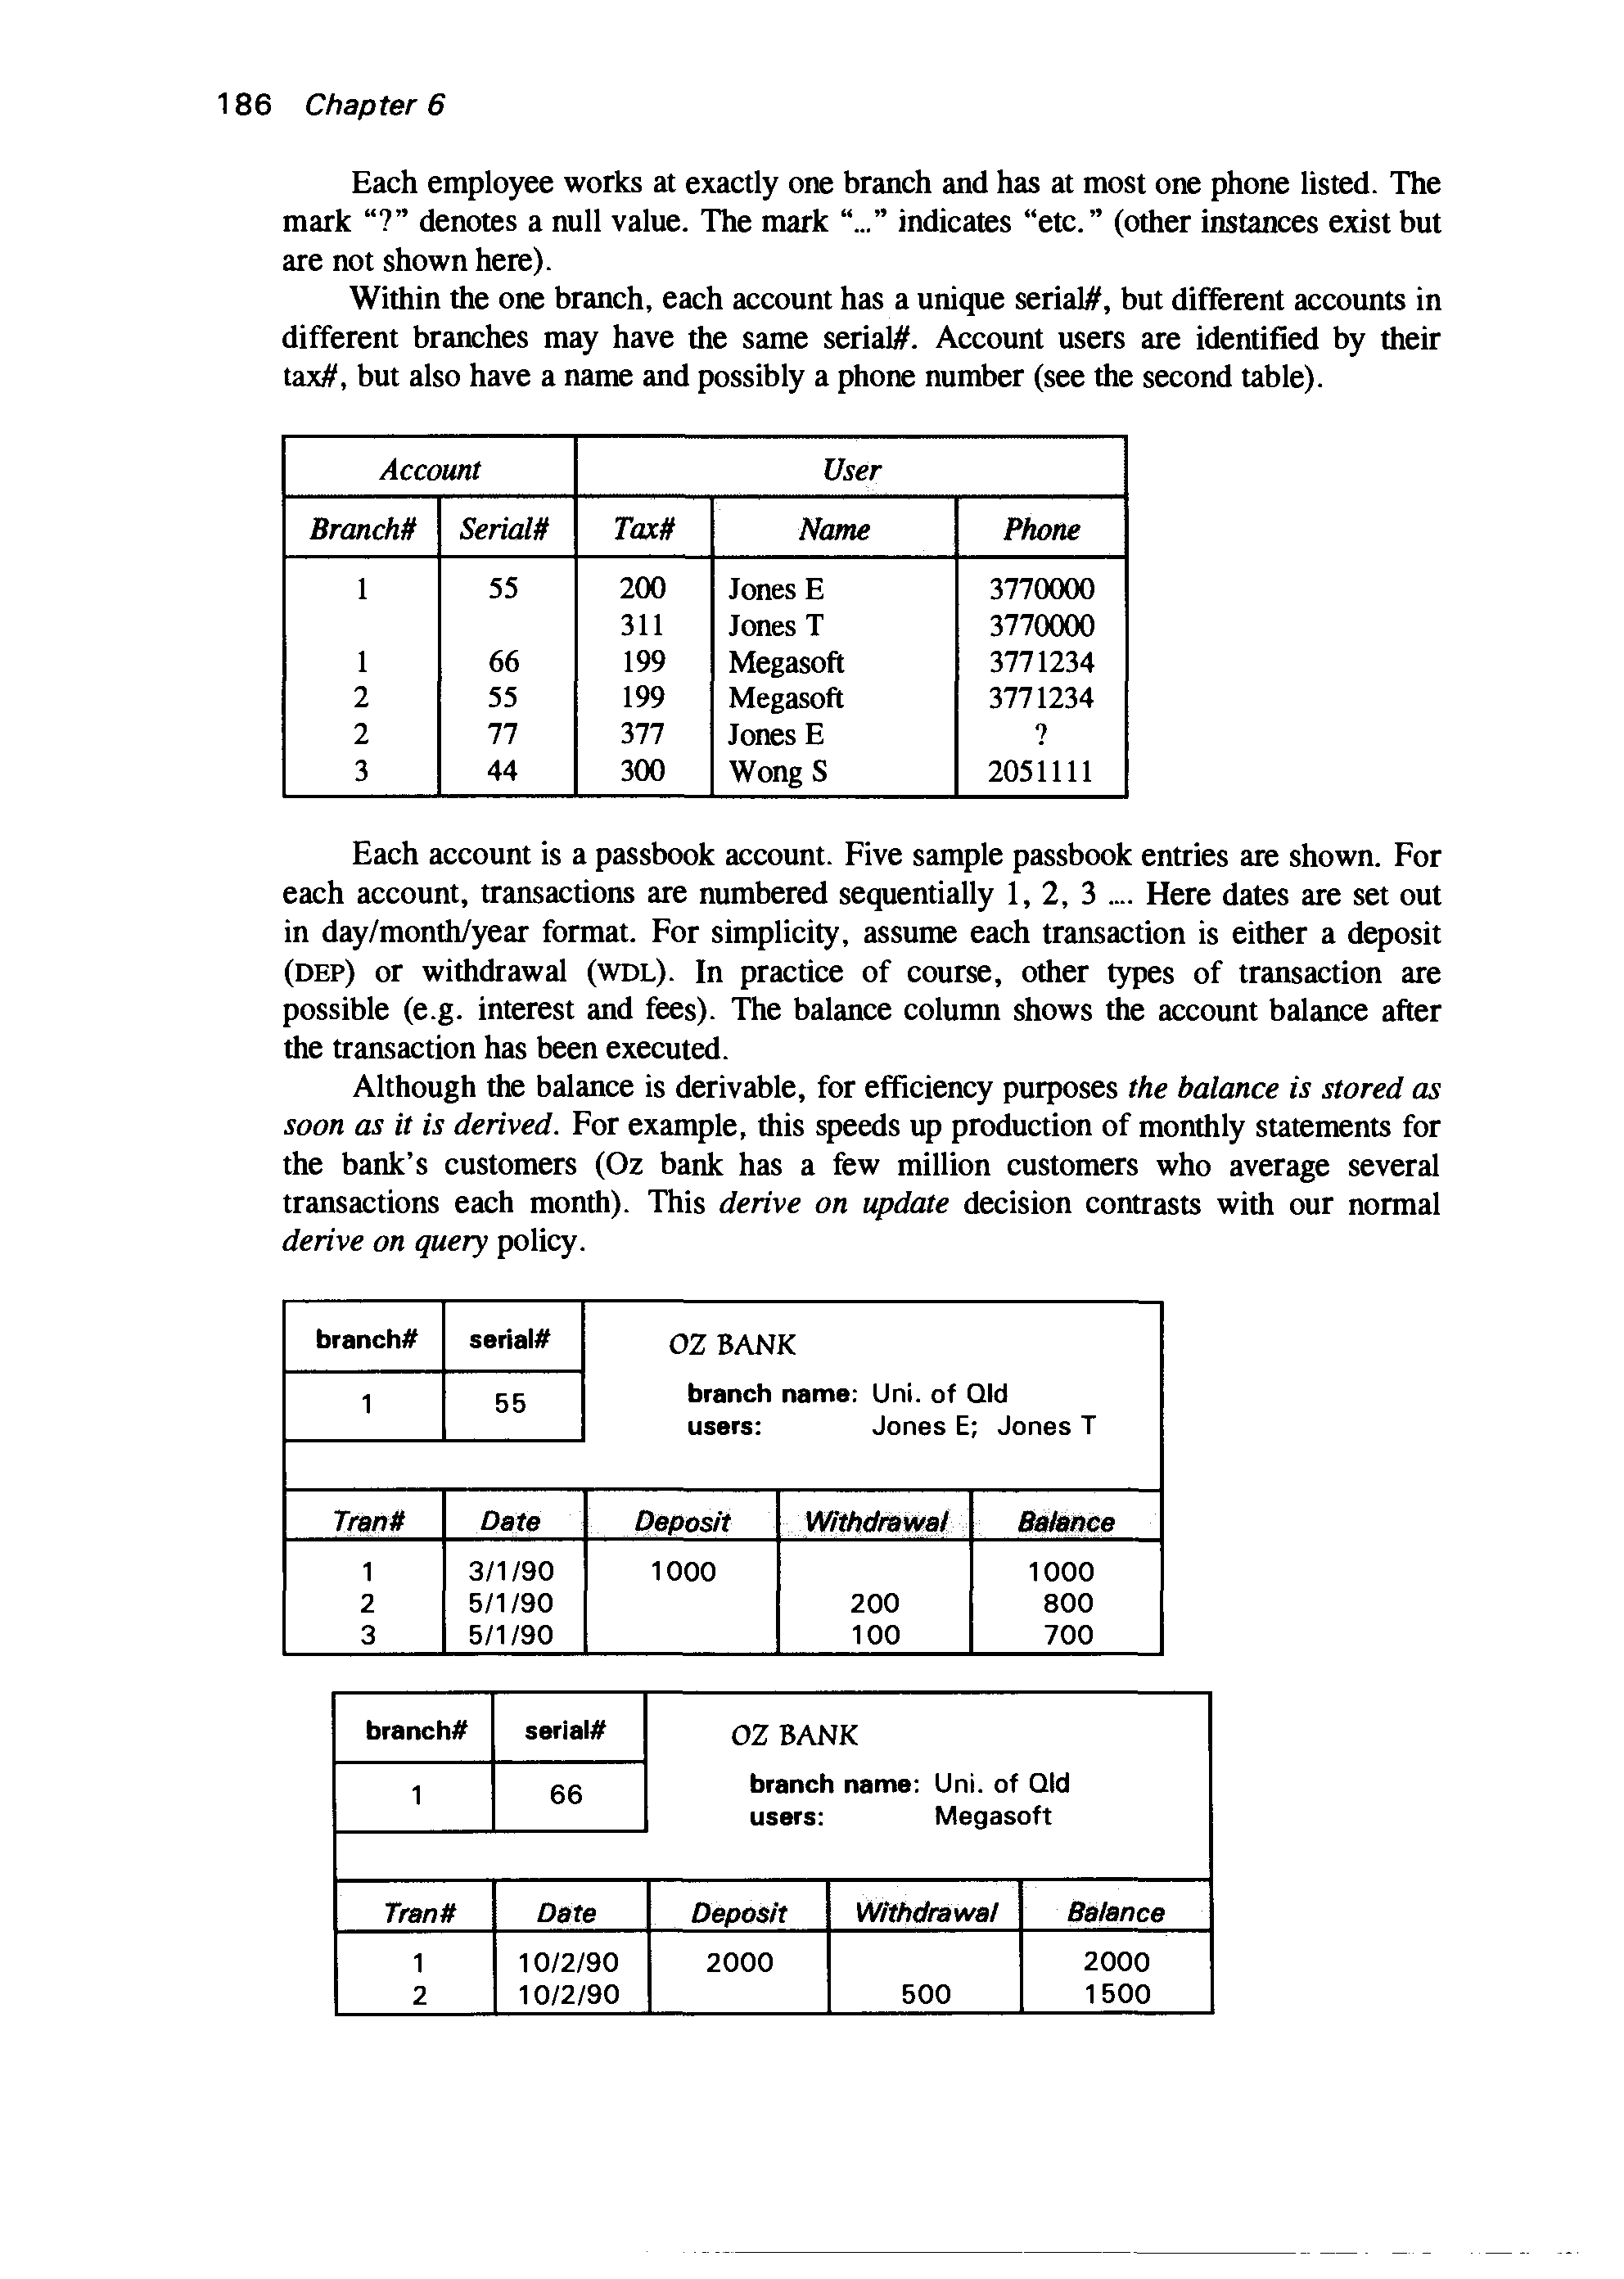 186 Chapter 6
Each employee works at exactly one branch and has at most one phone listed. The
mark “?” denotes a null value. The mark “...” indicates “etc.” (other instances exist but
are not shown here).
Within the one branch, each account has a unique serial#, but different accounts in
different branches may have the same serial#. Account users are identified by their
tax#, but also have a name and possibly a phone number (see the second table).
Account User
Branch# Serial# Tax# Name Phone
1 55 200 Jones E 3770000
311 Jones T 3770000
1 66 199 Megasoft 3771234
2 55 199 Megasoft 3771234
2 77 377 Jones E ?
3 44 300 Wong S 2051111
Each account is a passbook account. Five sample passbook entries are shown. For
each account, transactions are numbered sequentially 1, 2, 3 .... Here dates are set out
in day/month/year format. For simplicity, assume each transaction is either a deposit
(DEP) or withdrawal (WDL). In practice of course, other types of transaction are
possible (e.g. interest and fees). The balance column shows the account balance after
the transaction has been executed.
Although the balance is derivable, for efficiency purposes the balance is stored as
soon as it is derived. For example, this speeds up production of monthly statements for
the bank’s customers (Oz bank has a few million customers who average several
transactions each month). This derive on update decision contrasts with our normal
derive on query policy.
branch# serial# OZ BANK
1 55 branch name: Uni. of Qld
users: Jones E; Jones T
Tran# Date Deposit Withdrawal Balance
1 3/1/90 1000 1000
2 5/1/90 200 800
3 5/1/90 100 700
branch# serial# OZ BANK
1 66 branch name: Uni. of Qld
users: Megasoft
Tran# Date Deposit Withdrawal Balance
1 10/2/90 2000 2000
2 10/2/90 500 1500